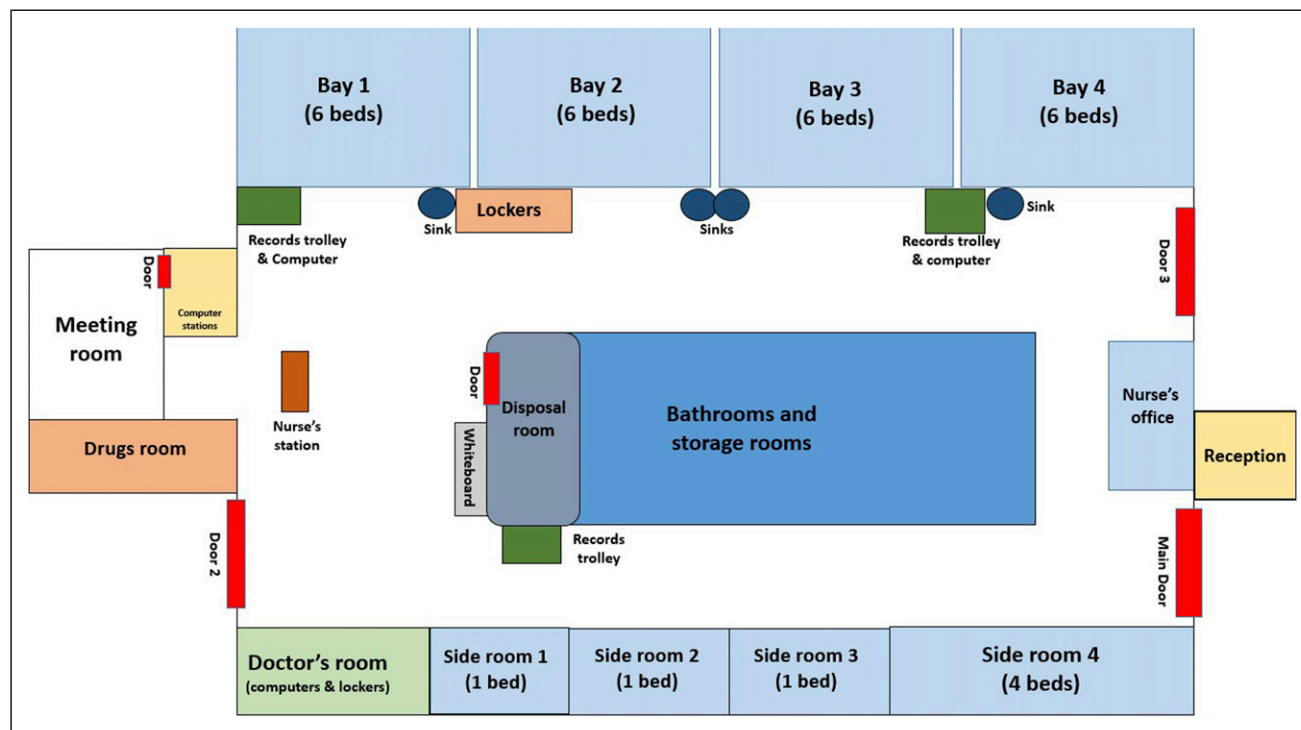 Bay 1
(6 beds)
Bay 2
(6 beds)
Bay 3
(6 beds)
Bay 4
(6 beds)
Records trolley
& Computer
Sink
Lockers
Sinks
Records trolley
& computer
Sink
Door 3
Door
Computer
stations
Meeting
room
Nurse's
station
Drugs room
Door
Disposal
room
Whiteboard
Bathrooms and
storage rooms
Nurse's
office
Reception
Door 2
Records
trolley
Main Door
Doctor's room
(computers & lockers)
Side room 1
(1 bed)
Side room 2
(1 bed)
Side room 3
(1 bed)
Side room 4
(4 beds)